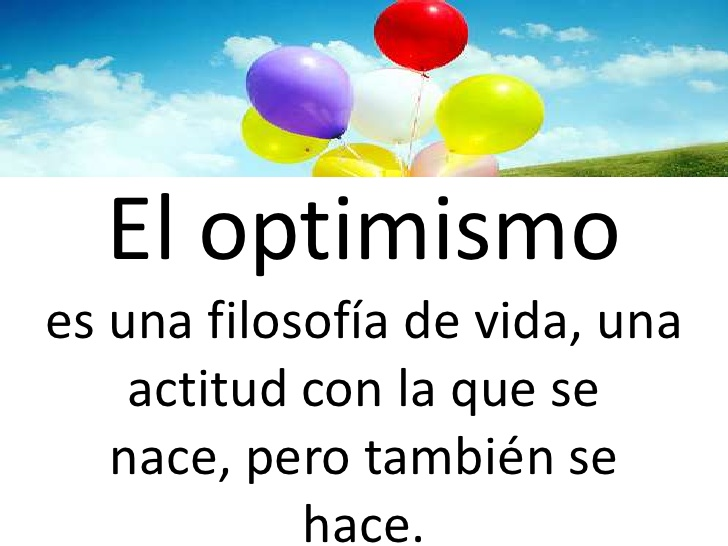 El optimismo
es una filosofía de vida, una
actitud con la que se
nace, pero también se
hace.